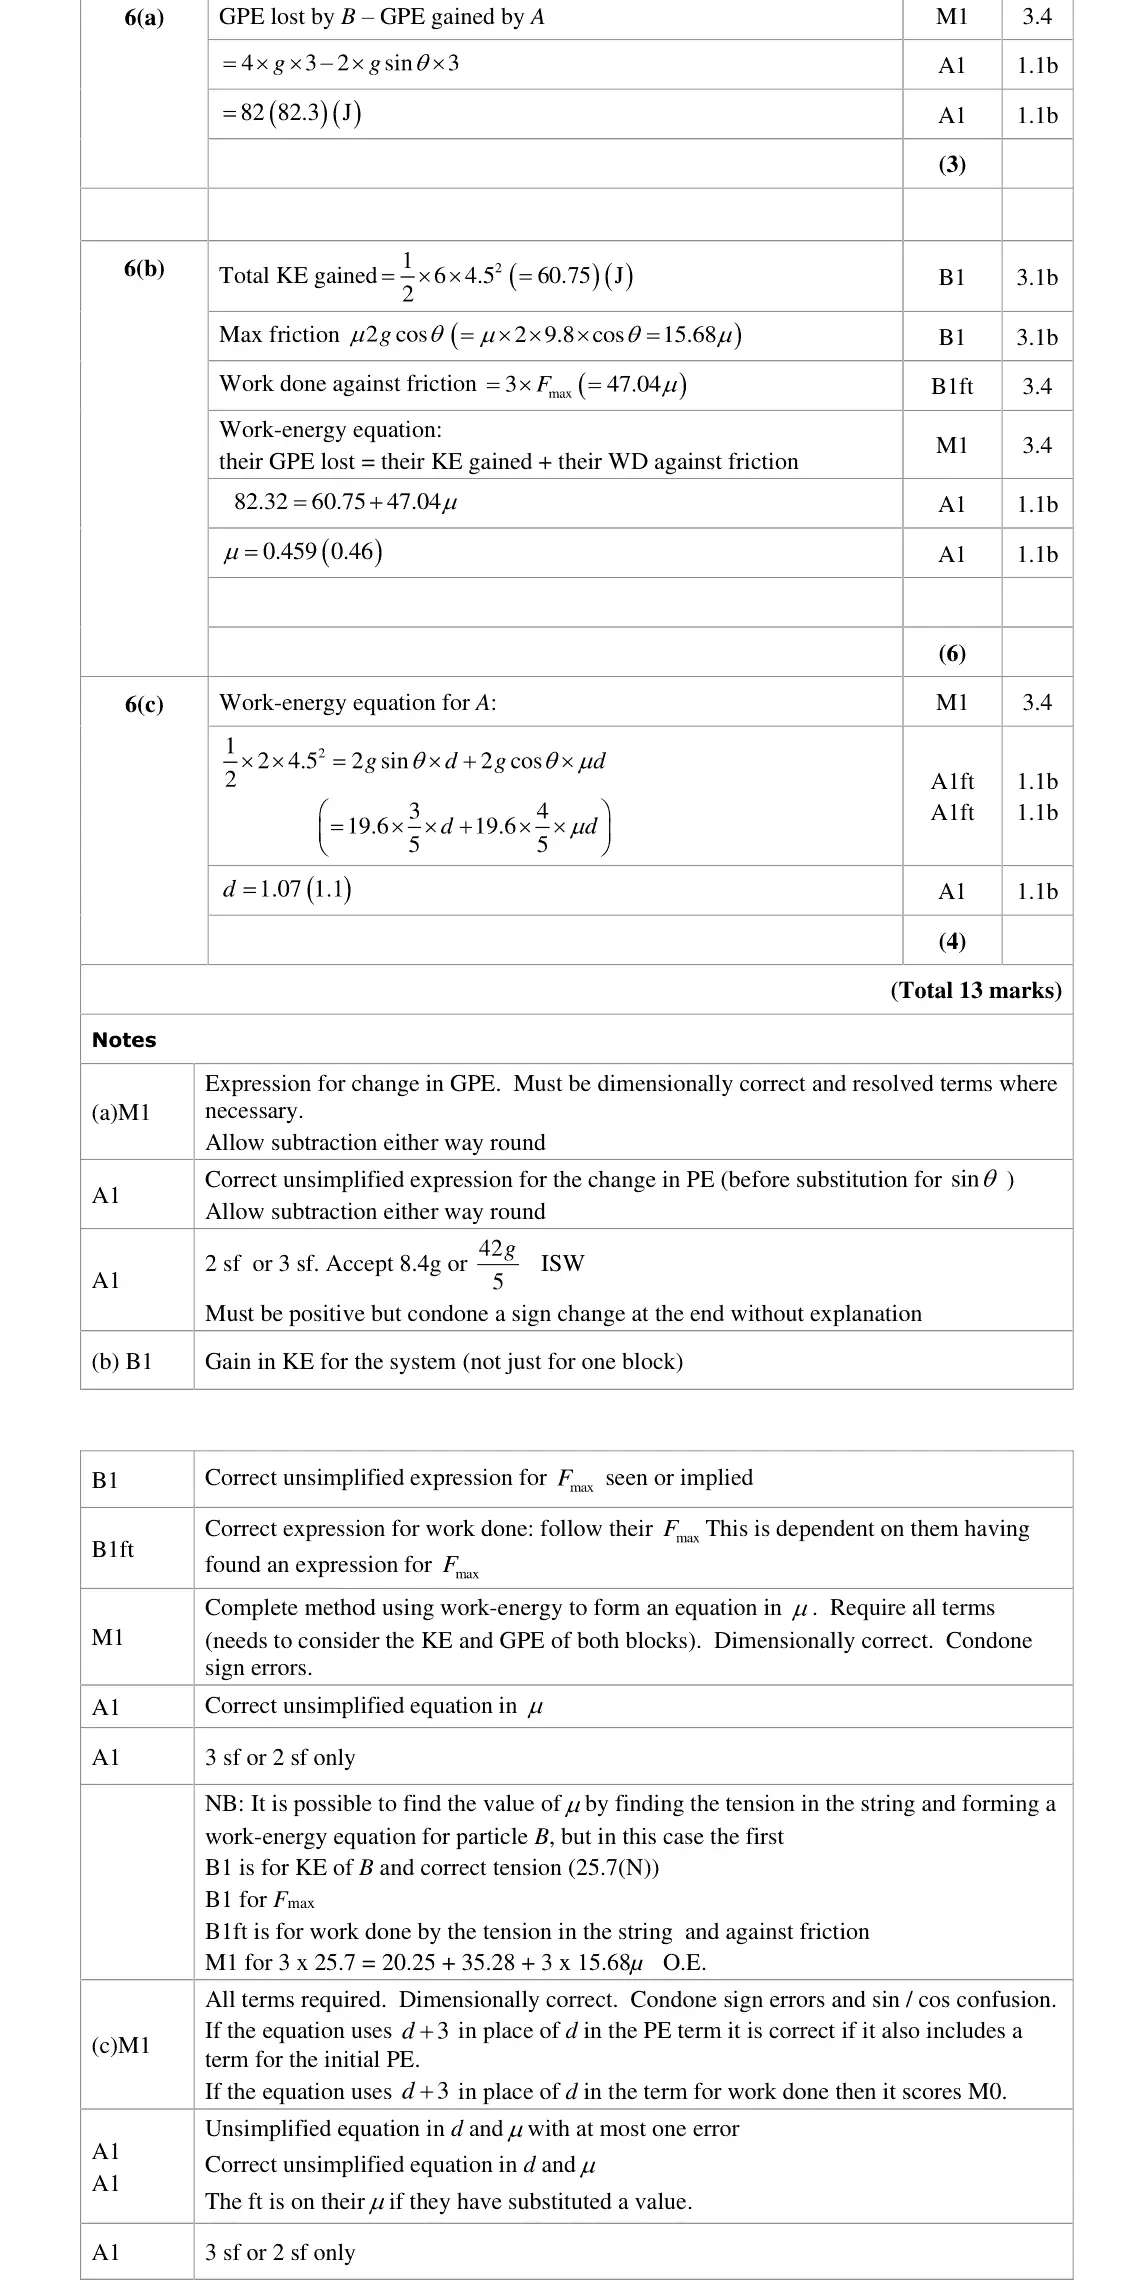 6(a) GPE lost by B – GPE gained by A M1 3.4
= 4 × g × 3 – 2 × g sin θ × 3 A1 1.1b
= 82 (82.3) (J) A1 1.1b
(3)
6(b) Total KE gained = 1/2 × 6 × 4.5² (= 60.75) (J) B1 3.1b
Max friction μ2g cos θ (= μ × 2 × 9.8 × cos θ = 15.68μ) B1 3.1b
Work done against friction = 3 × Fmax (= 47.04μ) B1ft 3.4
Work-energy equation:
their GPE lost = their KE gained + their WD against friction M1 3.4
82.32 = 60.75 + 47.04μ A1 1.1b
μ = 0.459 (0.46) A1 1.1b
(6)
6(c) Work-energy equation for A: M1 3.4
1/2 × 2 × 4.5² = 2g sin θ × d + 2g cos θ × μd A1ft 1.1b
(= 19.6 × 3/5 × d + 19.6 × 4/5 × μd) A1ft 1.1b
d = 1.07 (1.1) A1 1.1b
(4)
(Total 13 marks)
Notes
(a)M1 Expression for change in GPE. Must be dimensionally correct and resolved terms where
necessary.
Allow subtraction either way round
A1 Correct unsimplified expression for the change in PE (before substitution for sin θ )
Allow subtraction either way round
A1 2 sf or 3 sf. Accept 8.4g or 42g/5 ISW
Must be positive but condone a sign change at the end without explanation
(b) B1 Gain in KE for the system (not just for one block)
B1 Correct unsimplified expression for Fmax seen or implied
B1ft Correct expression for work done: follow their Fmax This is dependent on them having
found an expression for Fmax
M1 Complete method using work-energy to form an equation in μ. Require all terms
(needs to consider the KE and GPE of both blocks). Dimensionally correct. Condone
sign errors.
A1 Correct unsimplified equation in μ
A1 3 sf or 2 sf only
NB: It is possible to find the value of μ by finding the tension in the string and forming a
work-energy equation for particle B, but in this case the first
B1 is for KE of B and correct tension (25.7(N))
B1 for Fmax
B1ft is for work done by the tension in the string and against friction
M1 for 3 x 25.7 = 20.25 + 35.28 + 3 x 15.68μ O.E.
(c)M1 All terms required. Dimensionally correct. Condone sign errors and sin / cos confusion.
If the equation uses d + 3 in place of d in the PE term it is correct if it also includes a
term for the initial PE.
If the equation uses d + 3 in place of d in the term for work done then it scores M0.
A1 Unsimplified equation in d and μ with at most one error
A1 Correct unsimplified equation in d and μ
The ft is on their μ if they have substituted a value.
A1 3 sf or 2 sf only